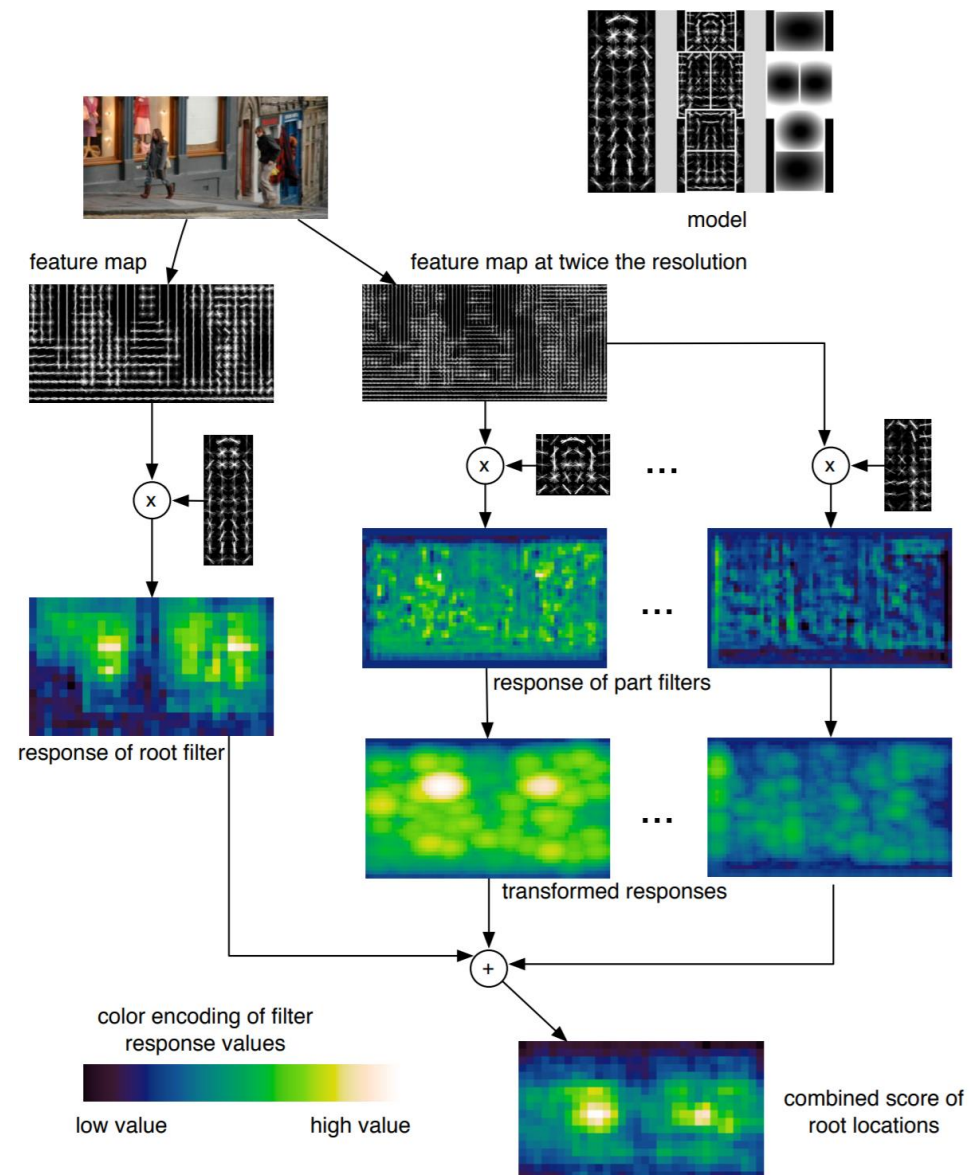 model
feature map
feature map at twice the resolution
x
x
...
x
...
response of part filters
response of root filter
...
transformed responses
+
color encoding of filter
response values
low value
high value
combined score of
root locations